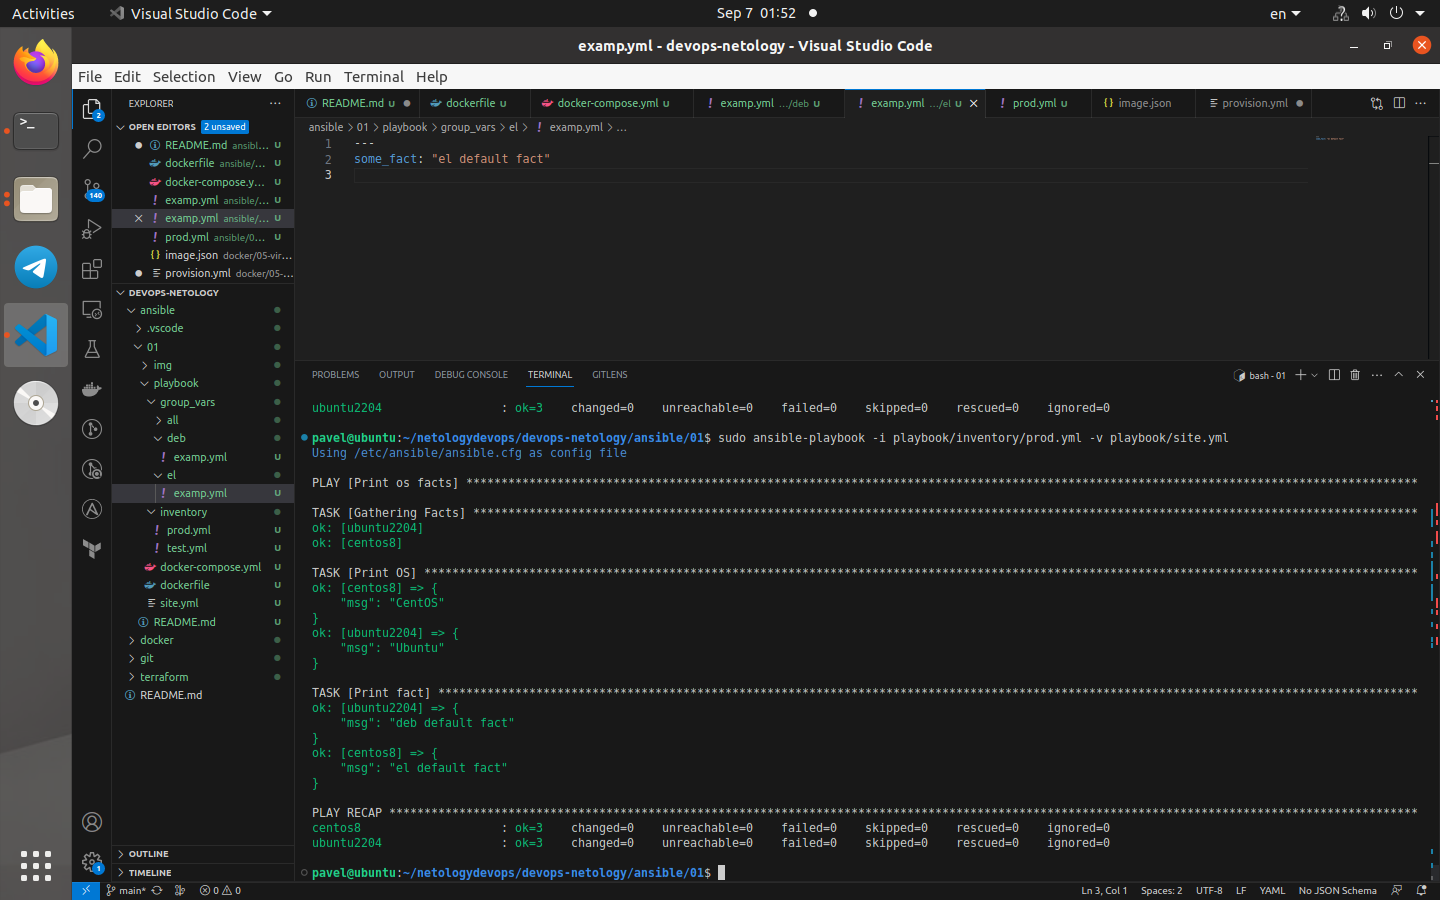 Activities
Visual Studio Code
Sep 7 01:52
en
examp.yml - devops-netology - Visual Studio Code
File Edit Selection View Go Run Terminal Help
EXPLORER
README.md U
dockerfile U
docker-compose.yml U
examp.yml .../deb U
examp.yml .../el U
prod.yml U
image.json
provision.yml
OPEN EDITORS 2 unsaved
README.md ansibl... U
dockerfile ansible/... U
docker-compose.y... U
examp.yml ansible/... U
examp.yml ansible/... U
prod.yml ansible/0... U
image.json docker/05-vir...
provision.yml docker/05-...
DEVOPS-NETOLOGY
ansible
.vscode
01
img
playbook
group_vars
all
deb
examp.yml U
el
examp.yml U
inventory
prod.yml U
test.yml U
docker-compose.yml U
dockerfile U
site.yml U
README.md U
docker
git
terraform
README.md
OUTLINE
TIMELINE
2
140
1
ansible > 01 > playbook > group_vars > el > ! examp.yml > ...
1 ---
2 some_fact: "el default fact"
3
PROBLEMS OUTPUT DEBUG CONSOLE TERMINAL GITLENS
bash - 01
ubuntu2204 : ok=3 changed=0 unreachable=0 failed=0 skipped=0 rescued=0 ignored=0
pavel@ubuntu:~/netologydevops/devops-netology/ansible/01$ sudo ansible-playbook -i playbook/inventory/prod.yml -v playbook/site.yml
Using /etc/ansible/ansible.cfg as config file
PLAY [Print os facts] ****************************************************************************************************************************************
TASK [Gathering Facts] ***************************************************************************************************************************************
ok: [ubuntu2204]
ok: [centos8]
TASK [Print OS] **********************************************************************************************************************************************
ok: [centos8] => {
"msg": "CentOS"
}
ok: [ubuntu2204] => {
"msg": "Ubuntu"
}
TASK [Print fact] ********************************************************************************************************************************************
ok: [ubuntu2204] => {
"msg": "deb default fact"
}
ok: [centos8] => {
"msg": "el default fact"
}
PLAY RECAP ***************************************************************************************************************************************************
centos8 : ok=3 changed=0 unreachable=0 failed=0 skipped=0 rescued=0 ignored=0
ubuntu2204 : ok=3 changed=0 unreachable=0 failed=0 skipped=0 rescued=0 ignored=0
pavel@ubuntu:~/netologydevops/devops-netology/ansible/01$
main*
0 0
Ln 3, Col 1 Spaces: 2 UTF-8 LF YAML No JSON Schema